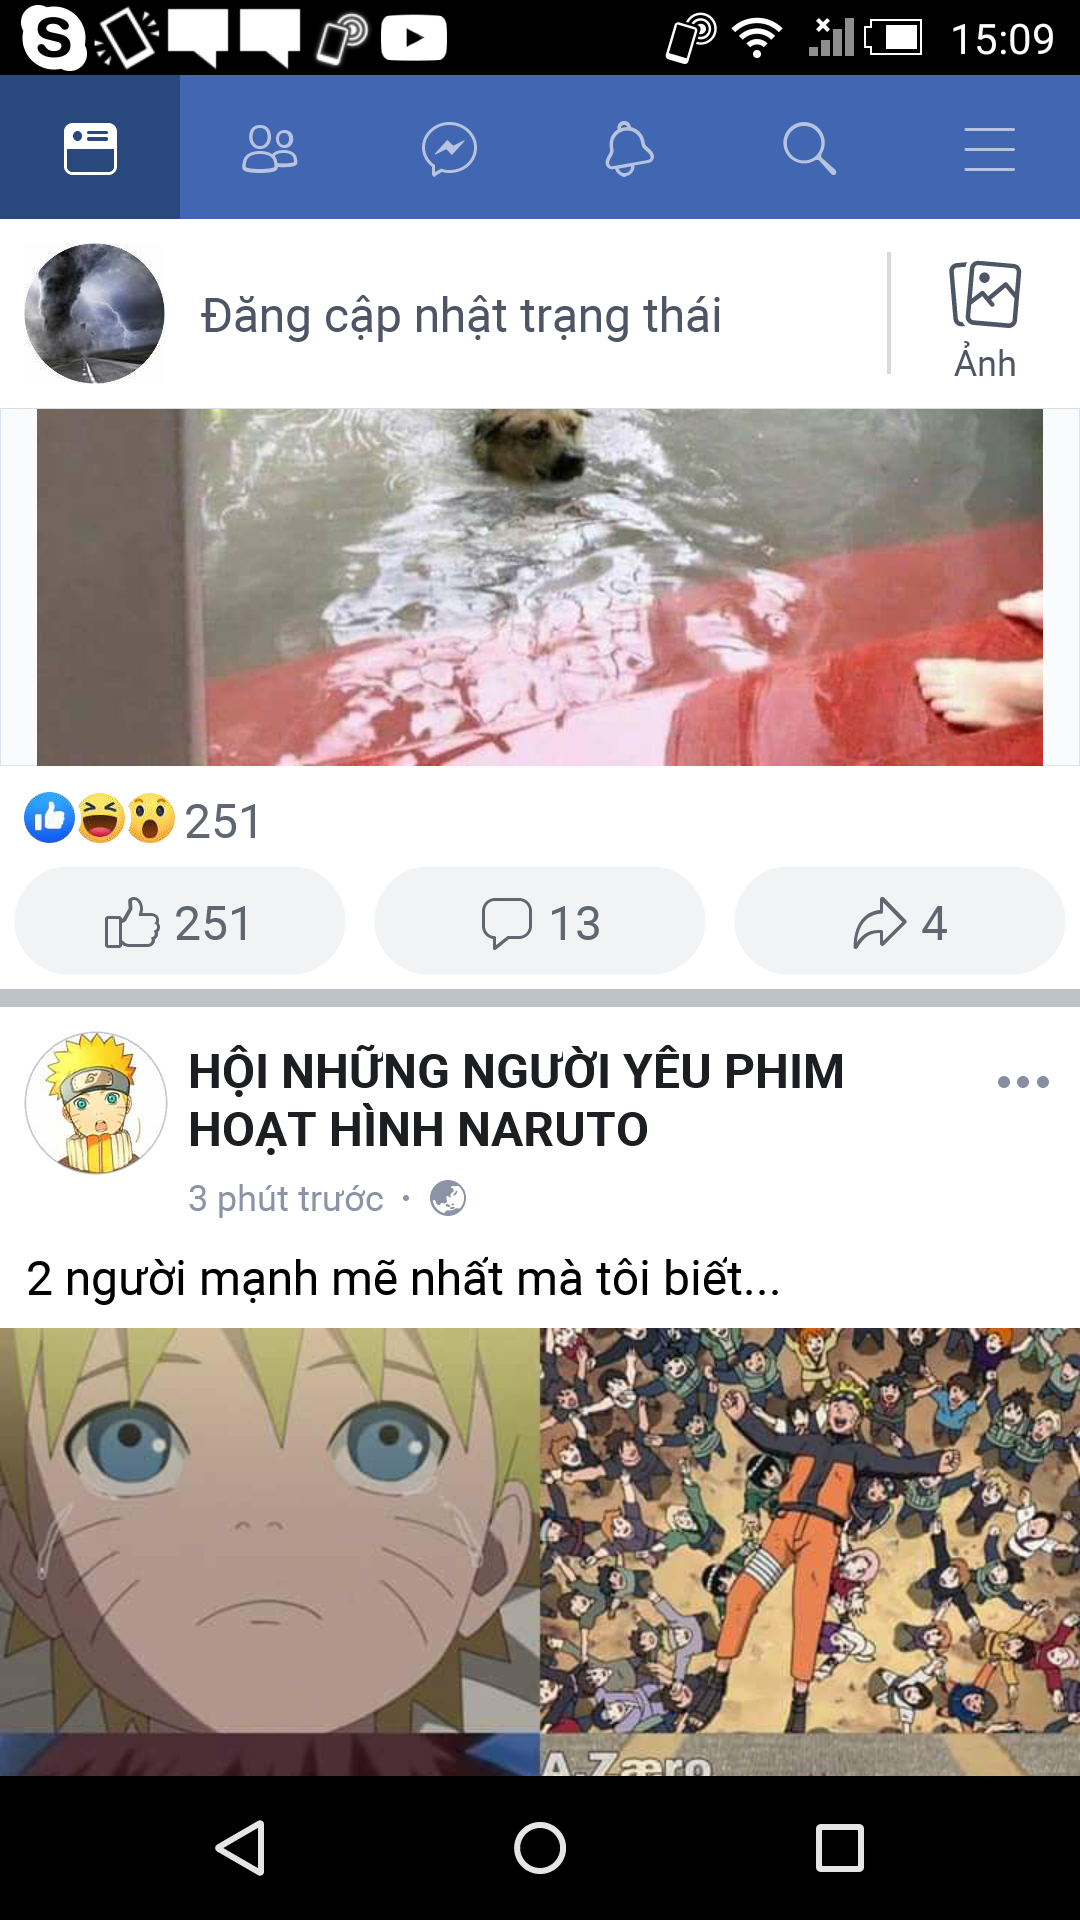 15:09
Đăng cập nhật trạng thái
Ảnh
251
251
13
4
HỘI NHỮNG NGƯỜI YÊU PHIM
HOẠT HÌNH NARUTO
3 phút trước
2 người mạnh mẽ nhất mà tôi biết...
A.Zæro